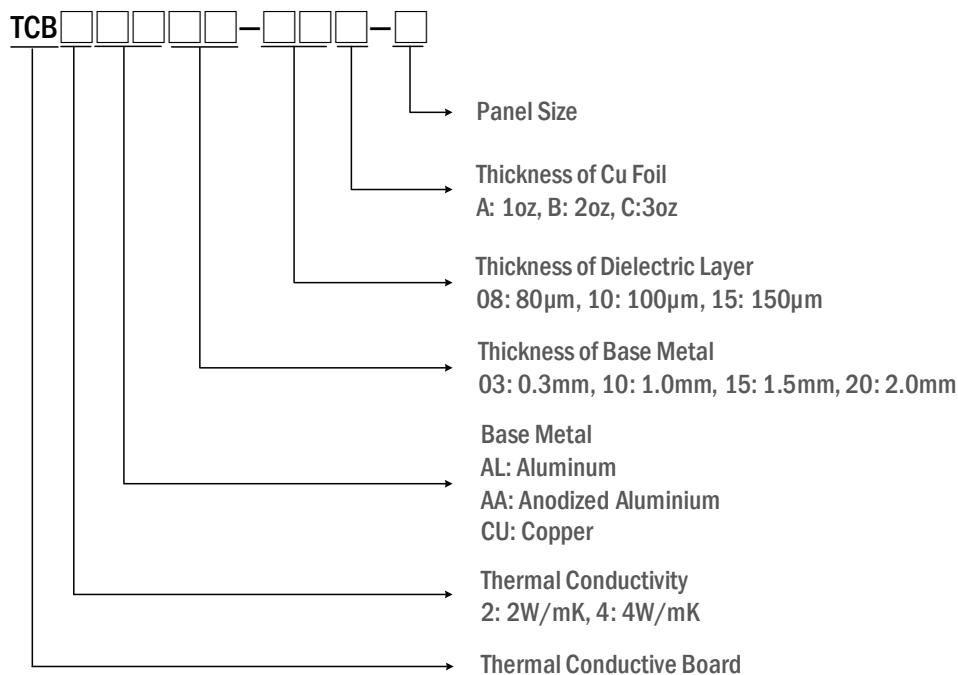 TCB□□□□□–□□□–□
Panel Size
Thickness of Cu Foil
A: 1oz, B: 2oz, C:3oz
Thickness of Dielectric Layer
08: 80µm, 10: 100µm, 15: 150µm
Thickness of Base Metal
03: 0.3mm, 10: 1.0mm, 15: 1.5mm, 20: 2.0mm
Base Metal
AL: Aluminum
AA: Anodized Aluminium
CU: Copper
Thermal Conductivity
2: 2W/mK, 4: 4W/mK
Thermal Conductive Board